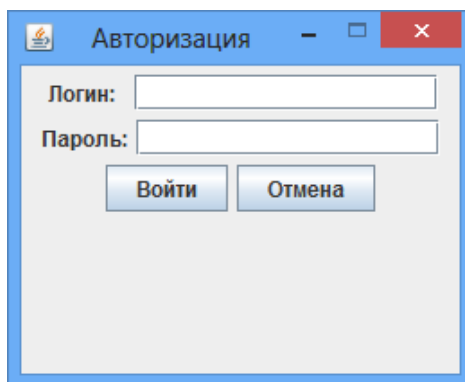 Авторизация
Логин:
Пароль:
Войти Отмена